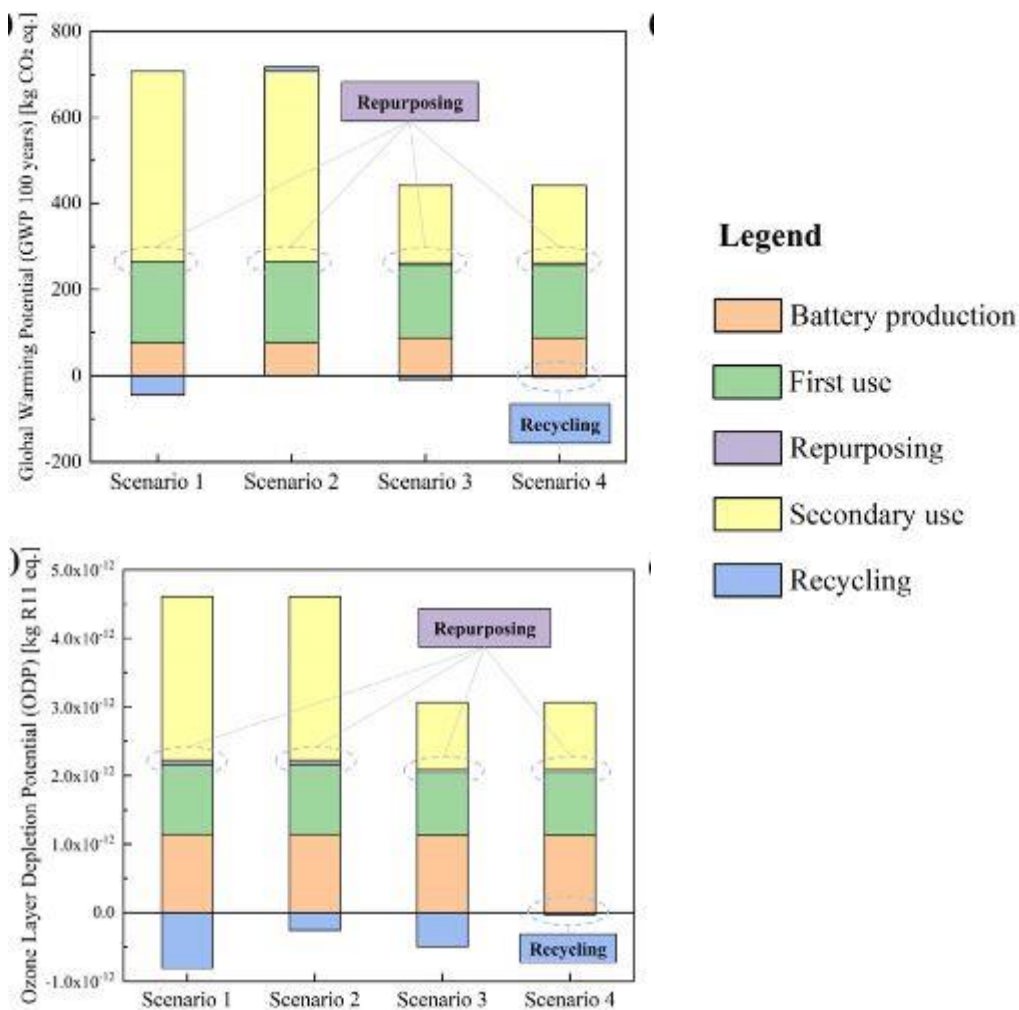 )
Global Warming Potential (GWP 100 years) [kg CO₂ eq.]
800
600
400
200
0
-200
Repurposing
Recycling
Scenario 1
Scenario 2
Scenario 3
Scenario 4
Legend
Battery production
First use
Repurposing
Secondary use
Recycling
)
Ozone Layer Depletion Potential (ODP) [kg R11 eq.]
5.0x10⁻¹²
4.0x10⁻¹²
3.0x10⁻¹²
2.0x10⁻¹²
1.0x10⁻¹²
0.0
-1.0x10⁻¹²
Repurposing
Recycling
Scenario 1
Scenario 2
Scenario 3
Scenario 4